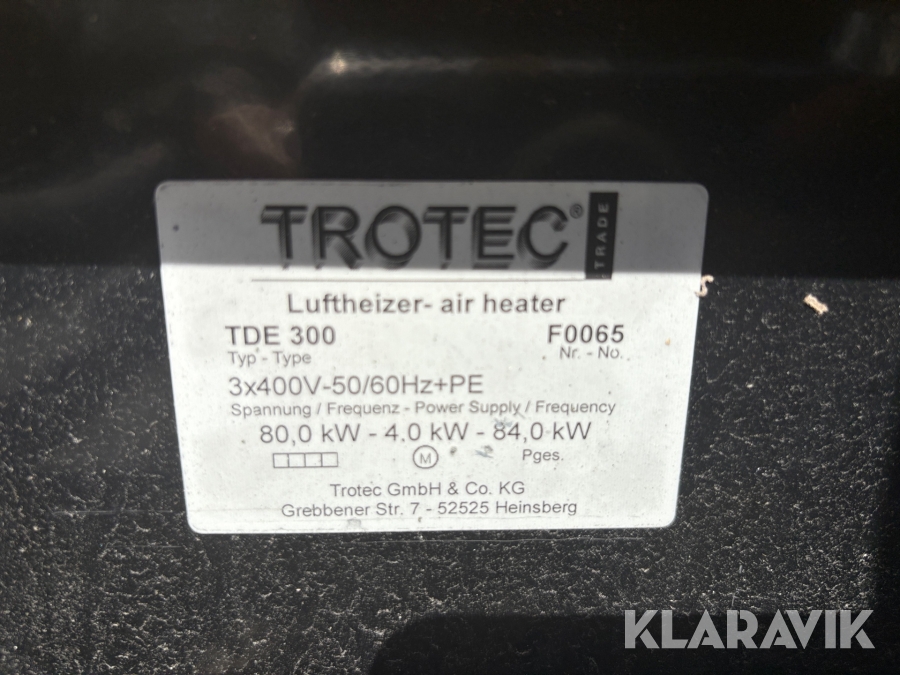 TROTEC® TRADE
Luftheizer- air heater
TDE 300 F0065
Typ - Type Nr. - No.
3x400V-50/60Hz+PE
Spannung / Frequenz - Power Supply / Frequency
80,0 kW - 4.0 kW - 84,0 kW
M Pges.
Trotec GmbH & Co. KG
Grebbener Str. 7 - 52525 Heinsberg
KLARAVIK